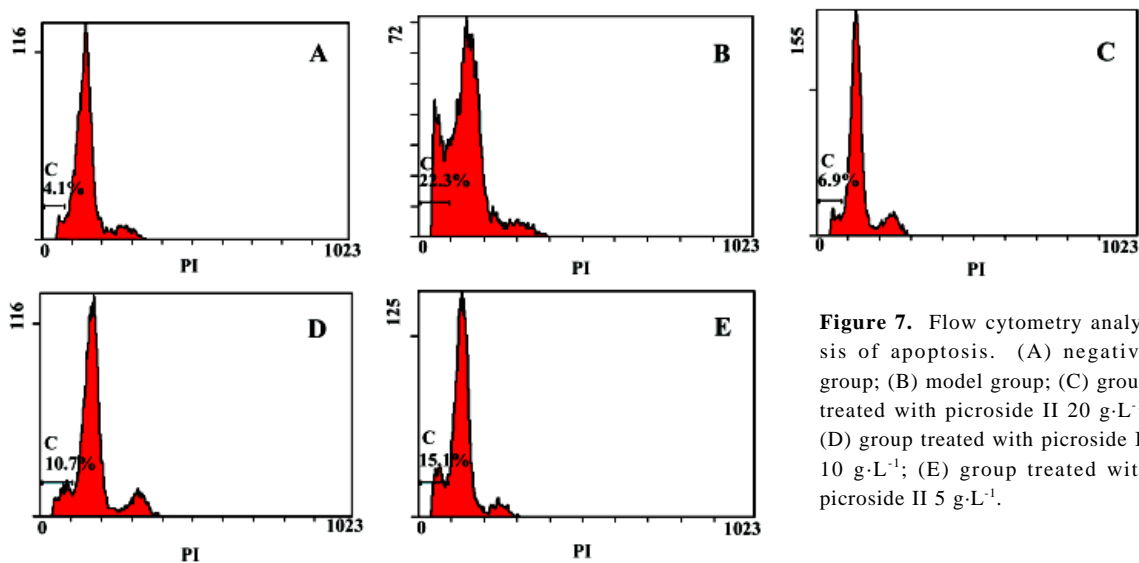 116
A
C
4.1%
0
1023
PI
72
B
C
22.3%
0
1023
PI
155
C
C
6.9%
0
1023
PI
116
D
C
10.7%
0
1023
PI
125
E
C
15.1%
0
1023
PI
Figure 7. Flow cytometry analy
sis of apoptosis. (A) negativ
group; (B) model group; (C) grou
treated with picroside II 20 g·L⁻¹
(D) group treated with picroside I
10 g·L⁻¹; (E) group treated wit
picroside II 5 g·L⁻¹.